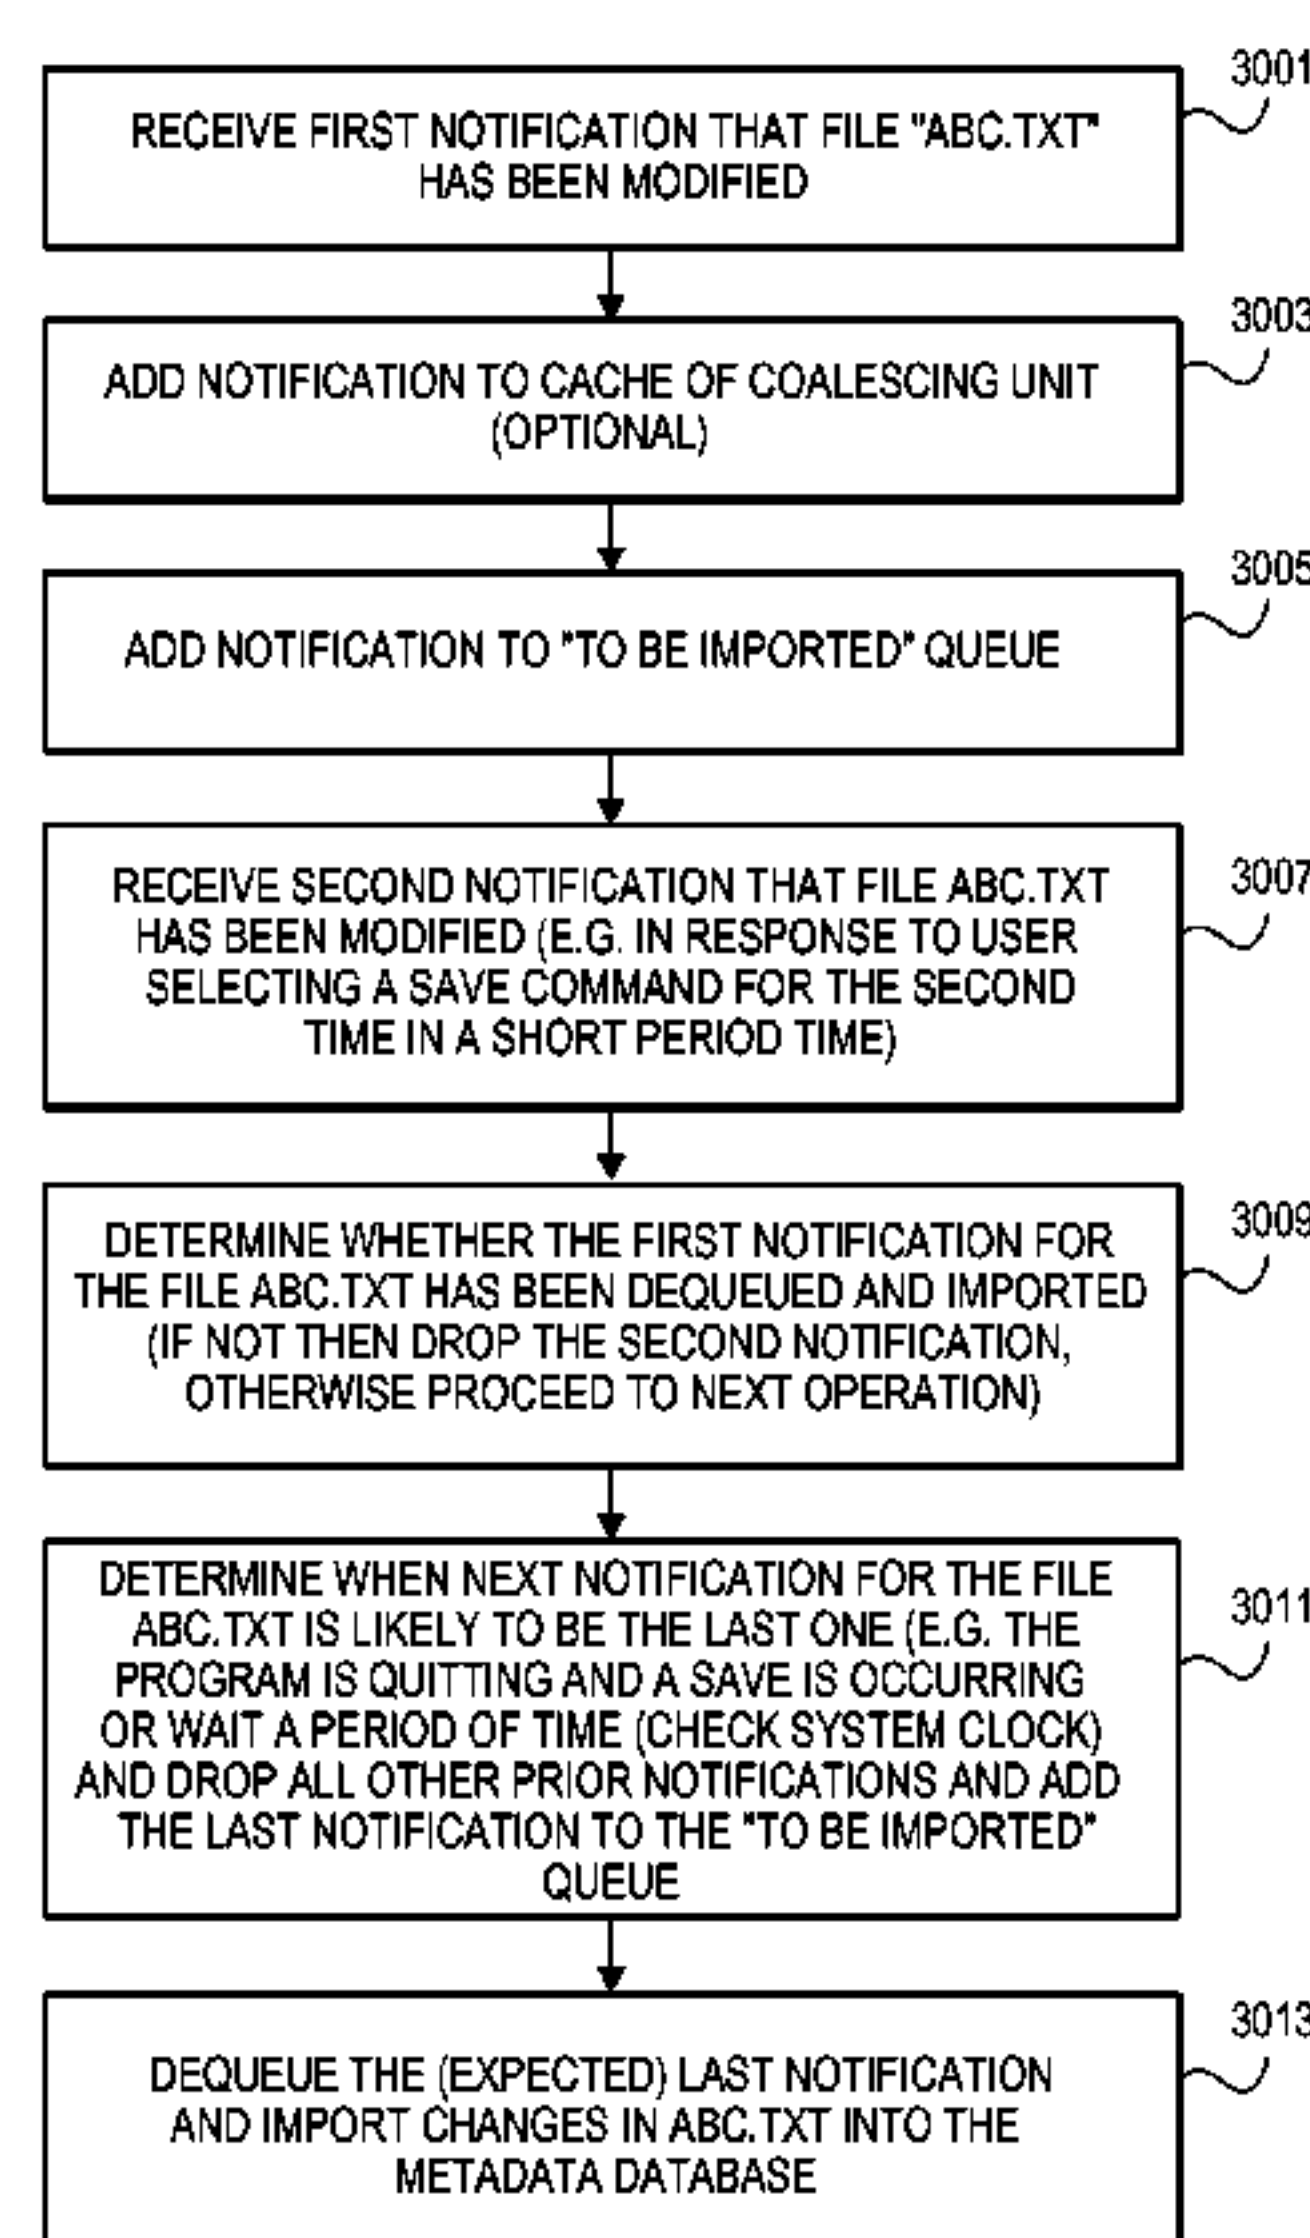 3001
RECEIVE FIRST NOTIFICATION THAT FILE "ABC.TXT"
HAS BEEN MODIFIED
3003
ADD NOTIFICATION TO CACHE OF COALESCING UNIT
(OPTIONAL)
3005
ADD NOTIFICATION TO "TO BE IMPORTED" QUEUE
3007
RECEIVE SECOND NOTIFICATION THAT FILE ABC.TXT
HAS BEEN MODIFIED (E.G. IN RESPONSE TO USER
SELECTING A SAVE COMMAND FOR THE SECOND
TIME IN A SHORT PERIOD TIME)
3009
DETERMINE WHETHER THE FIRST NOTIFICATION FOR
THE FILE ABC.TXT HAS BEEN DEQUEUED AND IMPORTED
(IF NOT THEN DROP THE SECOND NOTIFICATION,
OTHERWISE PROCEED TO NEXT OPERATION)
3011
DETERMINE WHEN NEXT NOTIFICATION FOR THE FILE
ABC.TXT IS LIKELY TO BE THE LAST ONE (E.G. THE
PROGRAM IS QUITTING AND A SAVE IS OCCURRING
OR WAIT A PERIOD OF TIME (CHECK SYSTEM CLOCK)
AND DROP ALL OTHER PRIOR NOTIFICATIONS AND ADD
THE LAST NOTIFICATION TO THE "TO BE IMPORTED"
QUEUE
3013
DEQUEUE THE (EXPECTED) LAST NOTIFICATION
AND IMPORT CHANGES IN ABC.TXT INTO THE
METADATA DATABASE